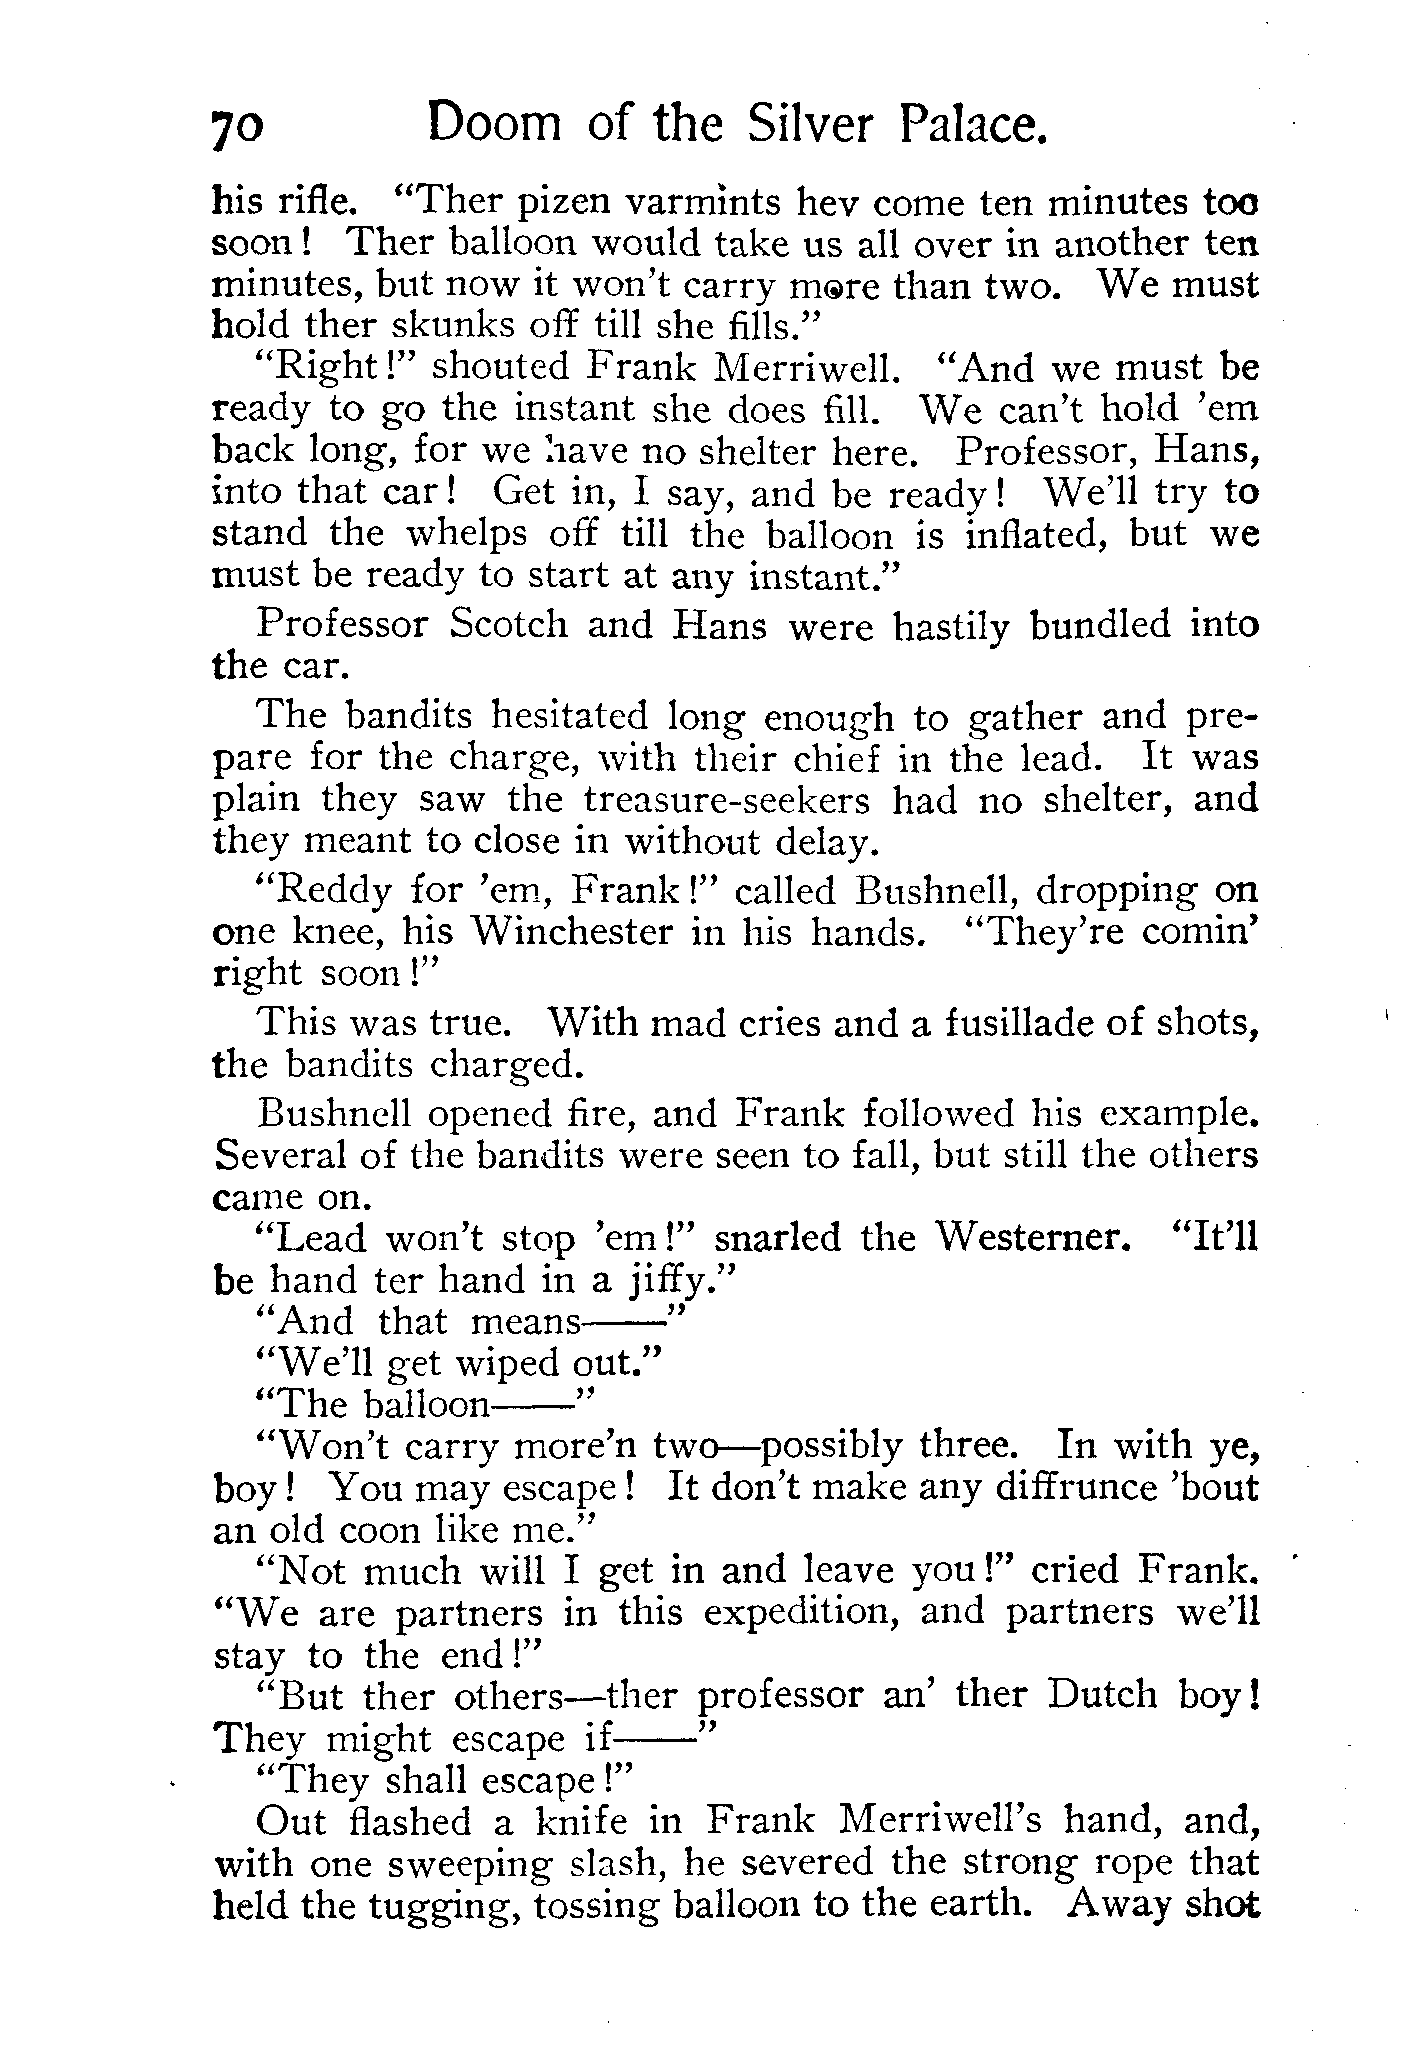 70 Doom of the Silver Palace.
his rifle. “Ther pizen varmints hev come ten minutes too
soon! Ther balloon would take us all over in another ten
minutes, but now it won’t carry more than two. We must
hold ther skunks off till she fills.”
“Right!” shouted Frank Merriwell. “And we must be
ready to go the instant she does fill. We can’t hold ’em
back long, for we have no shelter here. Professor, Hans,
into that car! Get in, I say, and be ready! We’ll try to
stand the whelps off till the balloon is inflated, but we
must be ready to start at any instant.”
Professor Scotch and Hans were hastily bundled into
the car.
The bandits hesitated long enough to gather and pre-
pare for the charge, with their chief in the lead. It was
plain they saw the treasure-seekers had no shelter, and
they meant to close in without delay.
“Reddy for ’em, Frank!” called Bushnell, dropping on
one knee, his Winchester in his hands. “They’re comin’
right soon!”
This was true. With mad cries and a fusillade of shots,
the bandits charged.
Bushnell opened fire, and Frank followed his example.
Several of the bandits were seen to fall, but still the others
came on.
“Lead won’t stop ’em!” snarled the Westerner. “It’ll
be hand ter hand in a jiffy.”
“And that means——”
“We’ll get wiped out.”
“The balloon——”
“Won’t carry more’n two—possibly three. In with ye,
boy! You may escape! It don’t make any diffrunce ’bout
an old coon like me.”
“Not much will I get in and leave you!” cried Frank.
“We are partners in this expedition, and partners we’ll
stay to the end!”
“But ther others—ther professor an’ ther Dutch boy!
They might escape if——”
“They shall escape!”
Out flashed a knife in Frank Merriwell’s hand, and,
with one sweeping slash, he severed the strong rope that
held the tugging, tossing balloon to the earth. Away shot